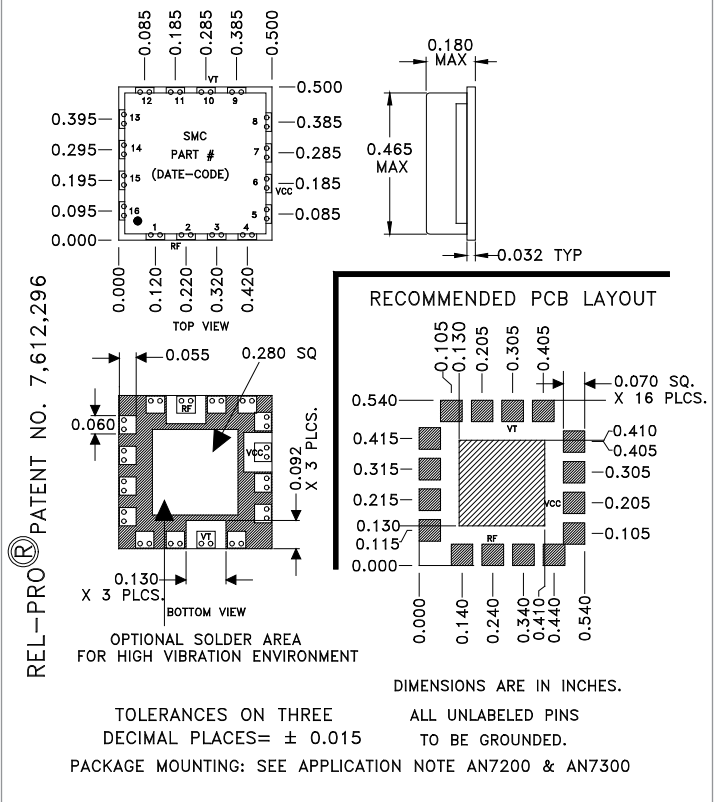 0.085
0.185
0.285
0.385
0.500
VT
12
11
10
9
0.500
0.395
13
8
0.385
SMC
0.295
14
PART #
7
0.285
(DATE-CODE)
0.195
15
6
0.185
VCC
0.095
16
5
0.085
1
2
3
4
0.000
RF
0.000
0.120
0.220
0.320
0.420
TOP VIEW
0.180
MAX
0.465
MAX
0.032 TYP
REL-PRO® PATENT NO. 7,612,296
0.055
0.280 SQ
0.060
RF
VCC
VT
0.092
X 3 PLCS.
0.130
X 3 PLCS.
BOTTOM VIEW
OPTIONAL SOLDER AREA
FOR HIGH VIBRATION ENVIRONMENT
RECOMMENDED PCB LAYOUT
0.105
0.130
0.205
0.305
0.405
0.070 SQ.
X 16 PLCS.
0.540
VT
0.415
0.410
0.405
0.315
0.305
0.215
VCC
0.205
0.130
0.115
RF
0.105
0.000
0.000
0.140
0.240
0.340
0.410
0.440
0.540
DIMENSIONS ARE IN INCHES.
TOLERANCES ON THREE
DECIMAL PLACES= ± 0.015
ALL UNLABELED PINS
TO BE GROUNDED.
PACKAGE MOUNTING: SEE APPLICATION NOTE AN7200 & AN7300